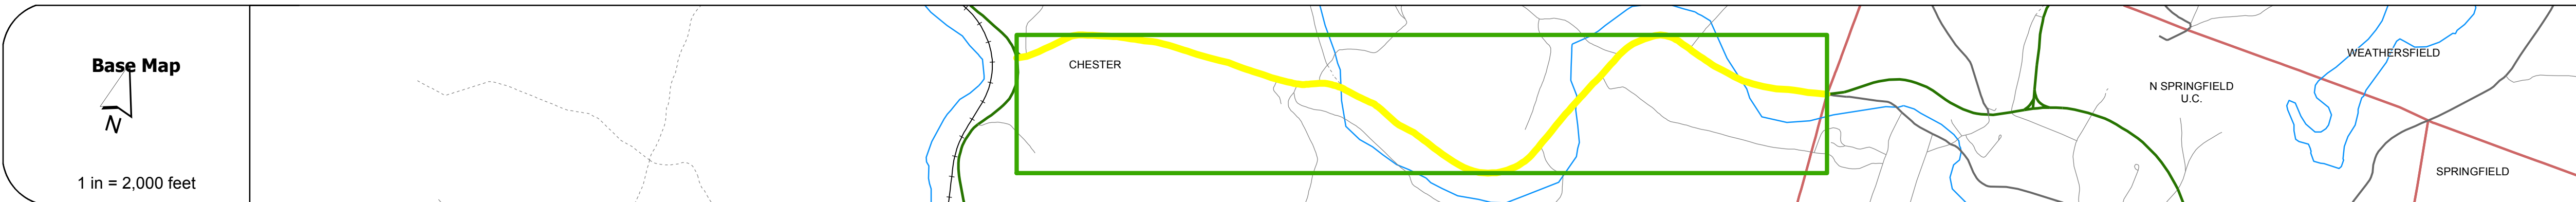 Base Map
N
1 in = 2,000 feet
CHESTER
N SPRINGFIELD
U.C.
WEATHERSFIELD
SPRINGFIELD